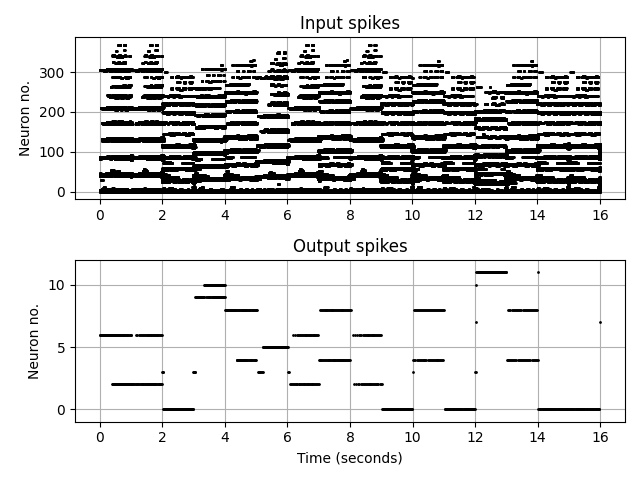 Input spikes
Neuron no.
300
200
100
0
0 2 4 6 8 10 12 14 16
Output spikes
Neuron no.
10
5
0
0 2 4 6 8 10 12 14 16
Time (seconds)